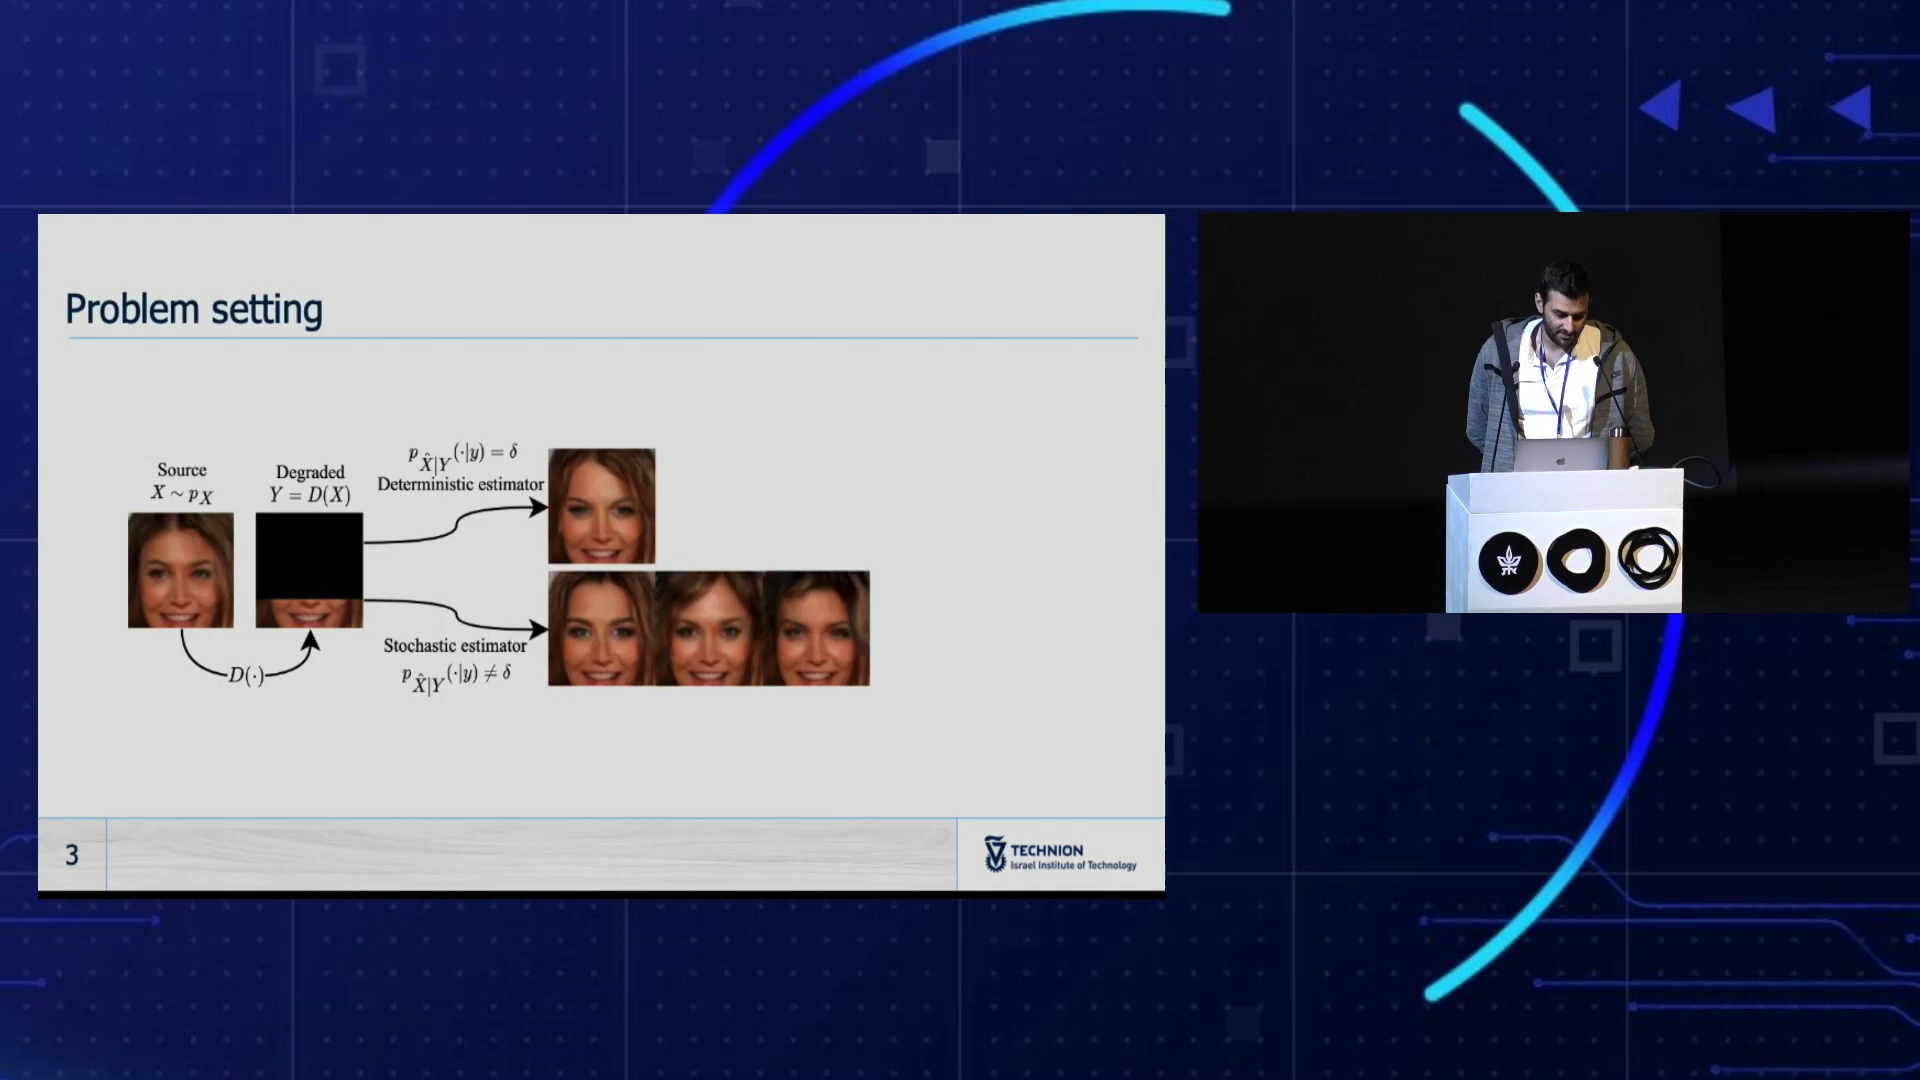 Problem setting
Source
X ~ p_X
Degraded
Y = D(X)
p_{X̂|Y}(·|y) = δ
Deterministic estimator
Stochastic estimator
p_{X̂|Y}(·|y) ≠ δ
D(·)
3
TECHNION
Israel Institute of Technology